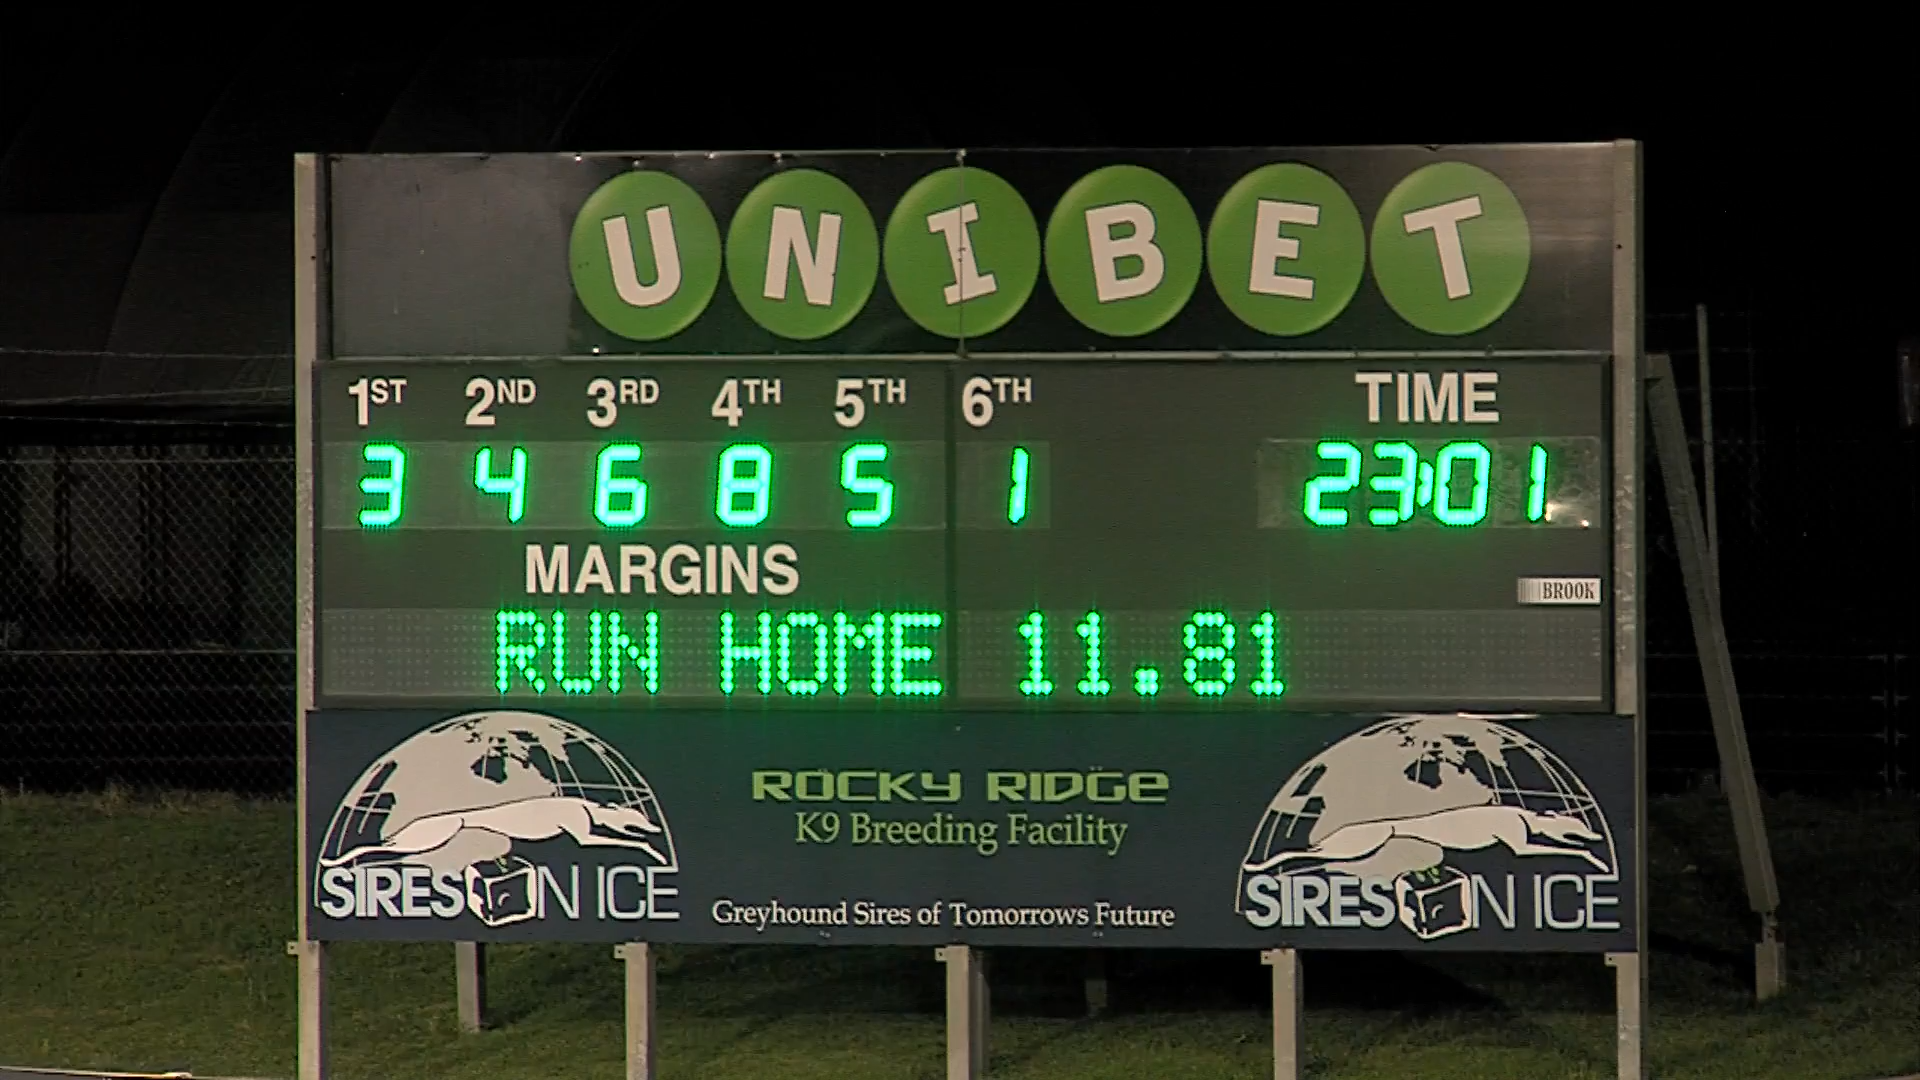 UNIBET
1ST 2ND 3RD 4TH 5TH 6TH TIME
3 4 6 8 5 1 23:01
MARGINS
BROOK
RUN HOME 11.81
ROCKY RIDGE
K9 Breeding Facility
SIRES ON ICE
Greyhound Sires of Tomorrows Future
SIRES ON ICE